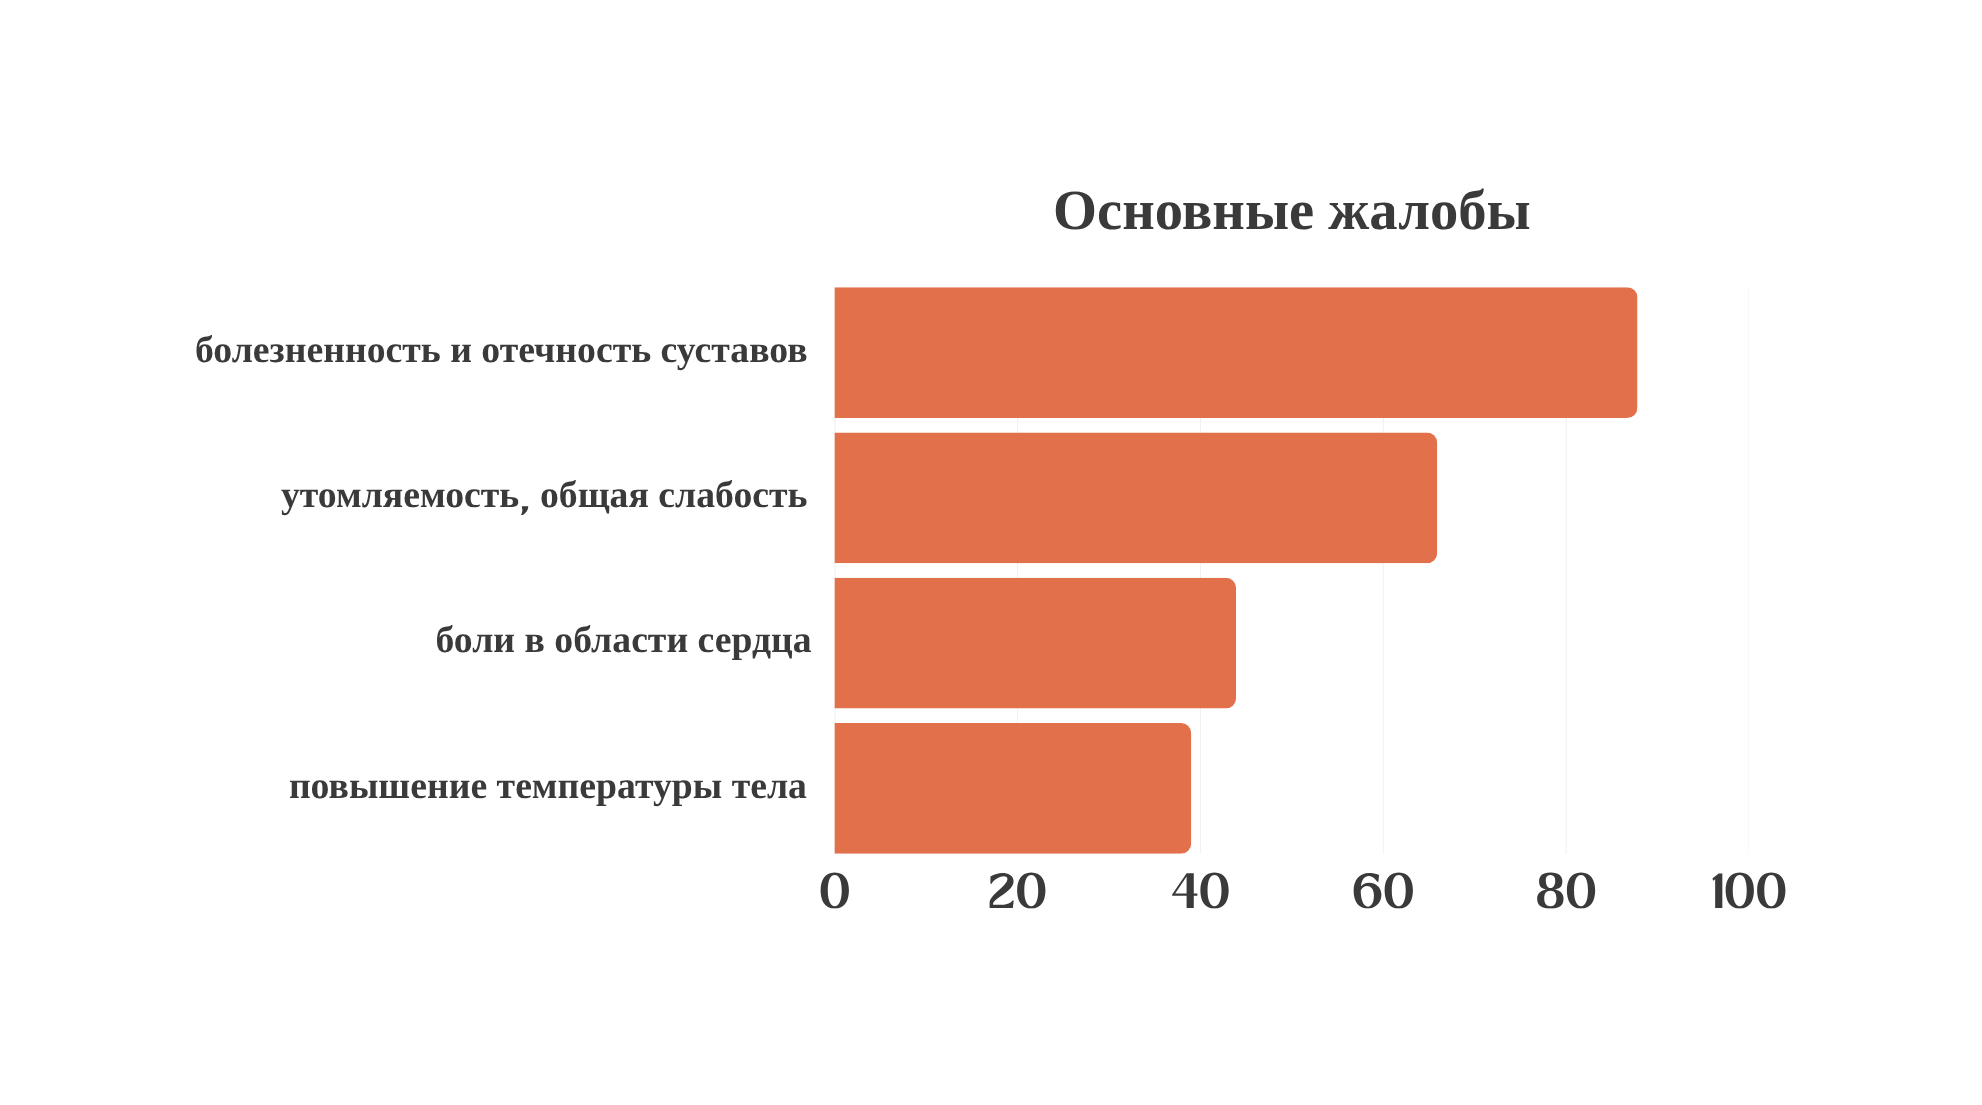 Основные жалобы
болезненность и отечность суставов
утомляемость, общая слабость
боли в области сердца
повышение температуры тела
0 20 40 60 80 100